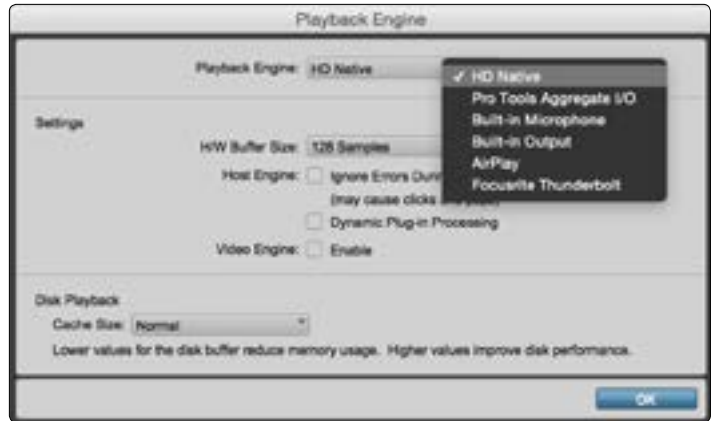 Playback Engine
Playback Engine: HD Native
✓ HD Native
Pro Tools Aggregate I/O
Built-in Microphone
Built-in Output
AirPlay
Focusrite Thunderbolt
Settings
H/W Buffer Size: 128 Samples
Host Engine: Ignore Errors
(may cause clicks
Dynamic Plug-in Processing
Video Engine: Enable
Disk Playback
Cache Size: Normal
Lower values for the disk buffer reduce memory usage. Higher values improve disk performance.
OK